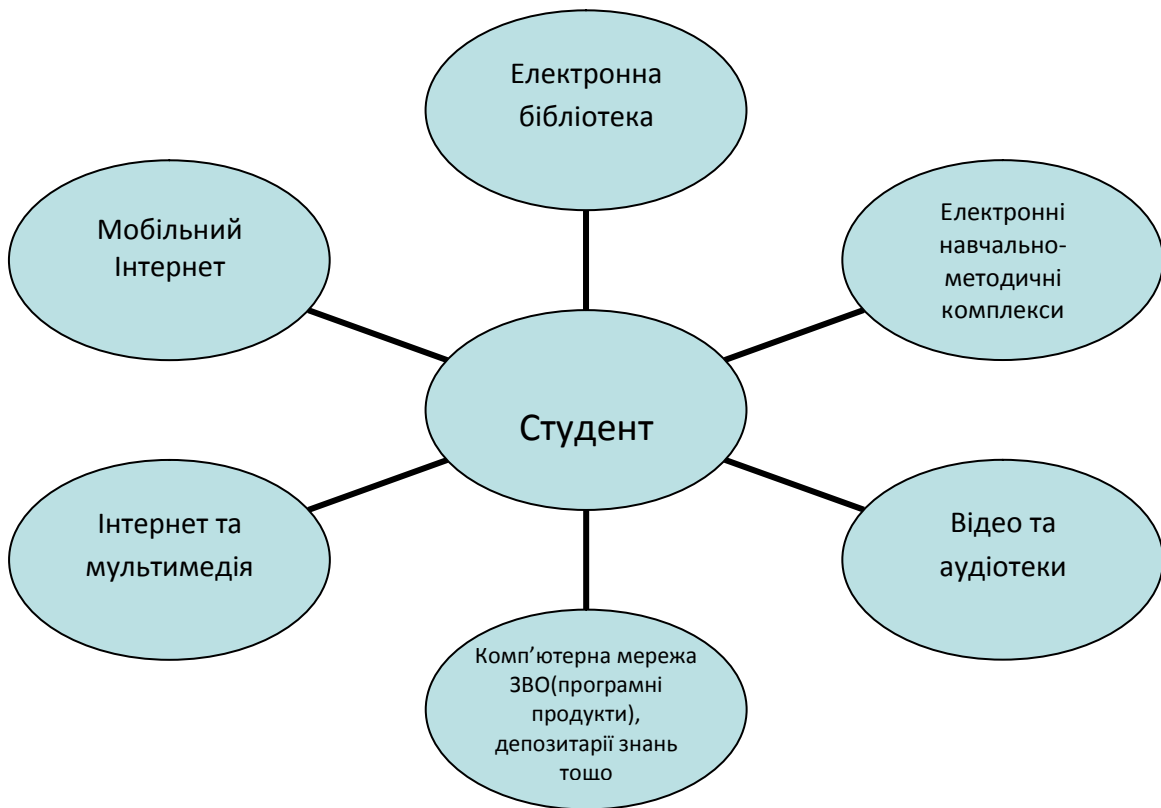 Електронна
бібліотека
Мобільний
Інтернет
Електронні
навчально-
методичні
комплекси
Студент
Інтернет та
мультимедія
Відео та
аудіотеки
Комп’ютерна мережа
ЗВО(програмні
продукти),
депозитарії знань
тощо